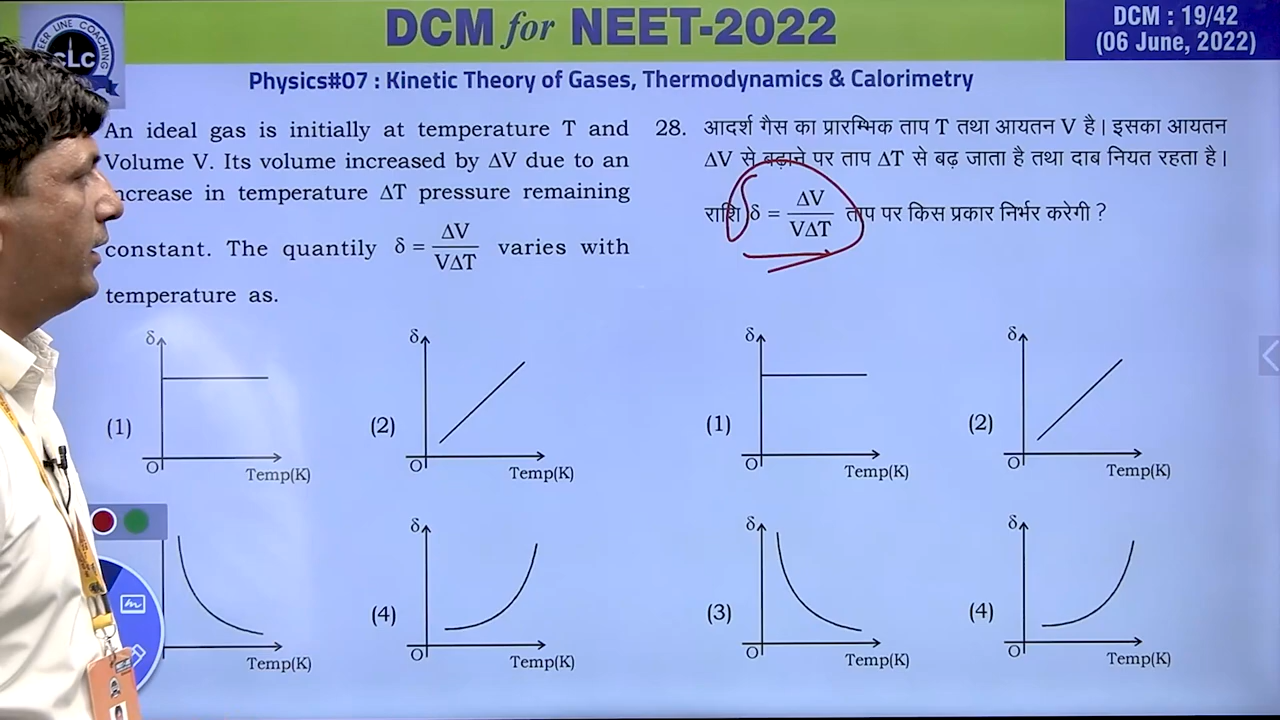 DCM for NEET-2022
DCM : 19/42
(06 June, 2022)
CLC
Physics#07 : Kinetic Theory of Gases, Thermodynamics & Calorimetry
An ideal gas is initially at temperature T and
Volume V. Its volume increased by ΔV due to an
increase in temperature ΔT pressure remaining
constant. The quantily δ = ΔV/VΔT varies with
temperature as.
(1) δ O Temp(K)
(2) δ O Temp(K)
Temp(K)
(4) δ O Temp(K)
28. आदर्श गैस का प्रारम्भिक ताप T तथा आयतन V है। इसका आयतन
ΔV से बढ़ाने पर ताप ΔT से बढ़ जाता है तथा दाब नियत रहता है।
राशि δ = ΔV/VΔT ताप पर किस प्रकार निर्भर करेगी ?
(1) δ O Temp(K)
(2) δ O Temp(K)
(3) δ O Temp(K)
(4) δ O Temp(K)